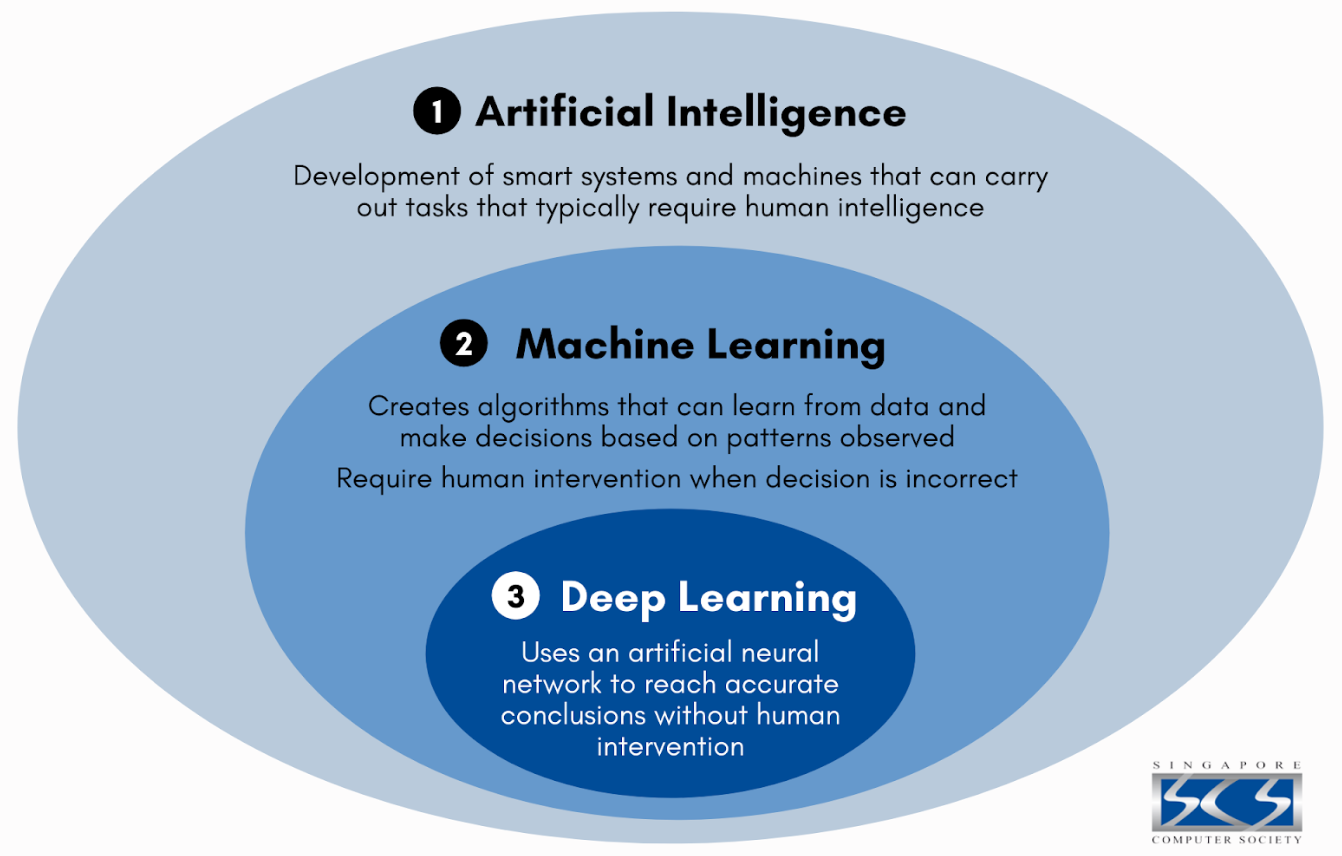 1 Artificial Intelligence
Development of smart systems and machines that can carry
out tasks that typically require human intelligence
2 Machine Learning
Creates algorithms that can learn from data and
make decisions based on patterns observed
Require human intervention when decision is incorrect
3 Deep Learning
Uses an artificial neural
network to reach accurate
conclusions without human
intervention
SINGAPORE
SCS
COMPUTER SOCIETY